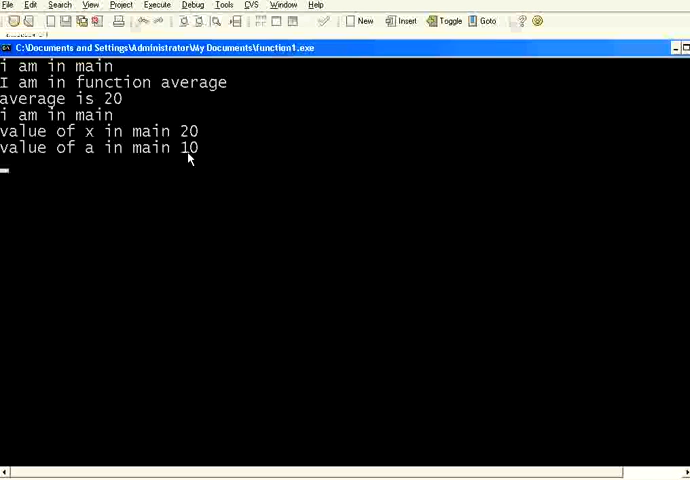 File Edit Search View Project Execute Debug Tools CVS Window Help
New Insert Toggle Goto
C:\Documents and Settings\Administrator\My Documents\function1.exe
i am in main
I am in function average
average is 20
i am in main
value of x in main 20
value of a in main 10